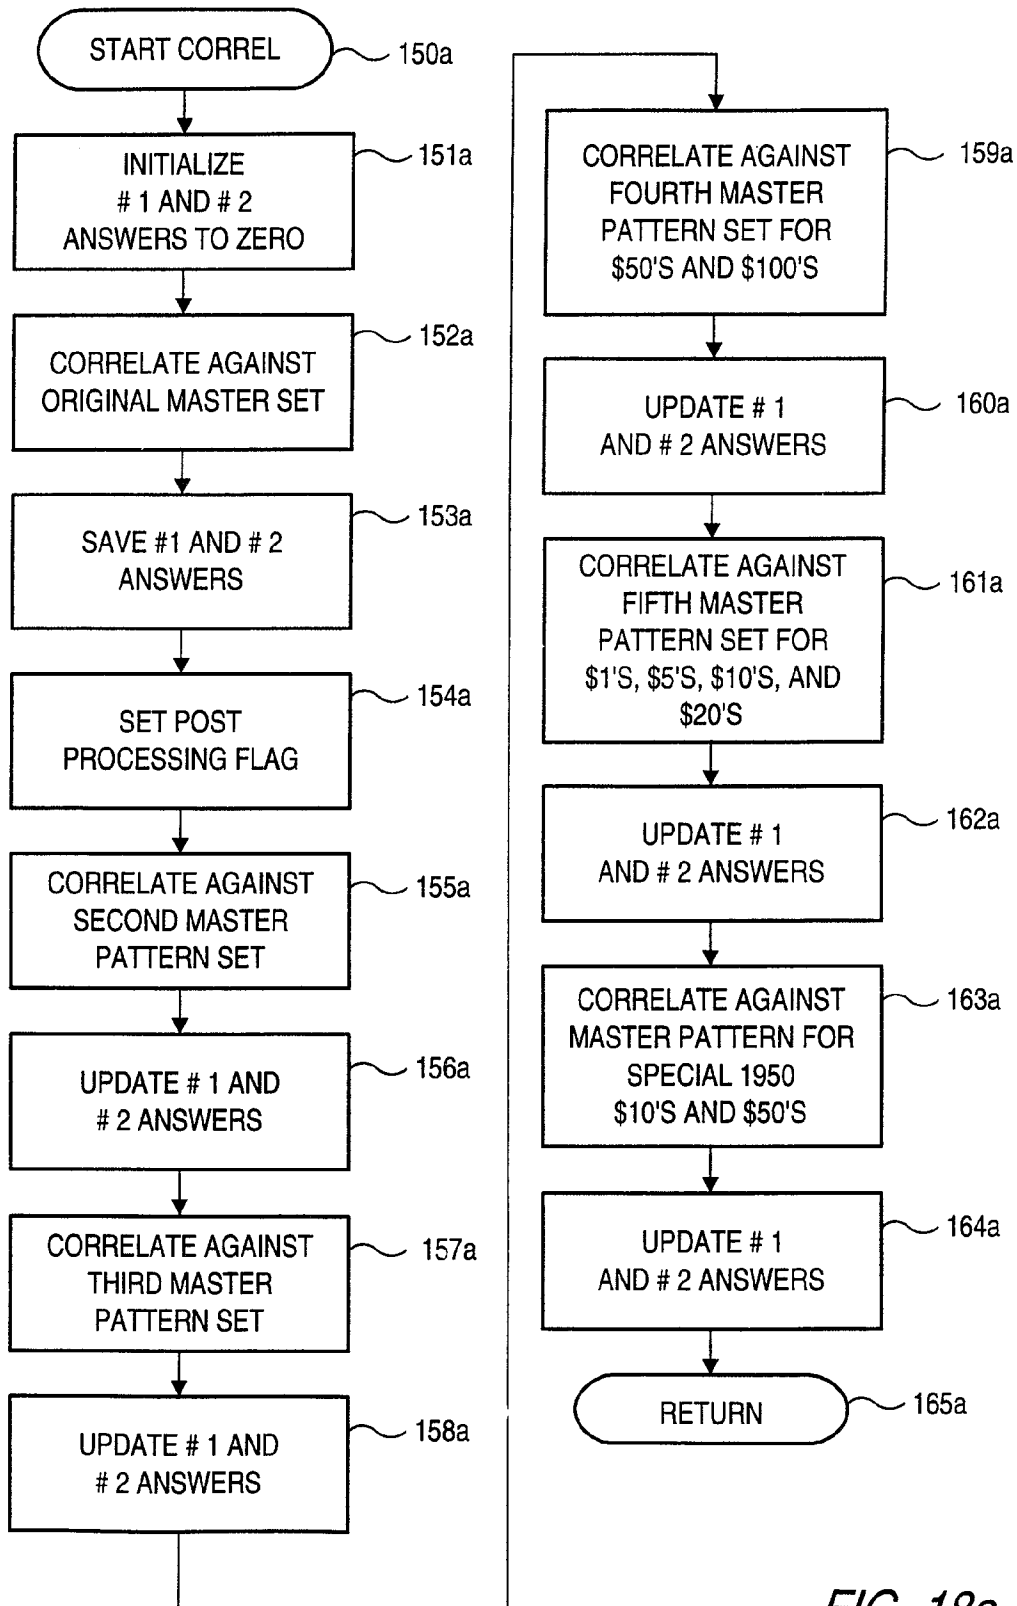 START CORREL
150a
INITIALIZE
# 1 AND # 2
ANSWERS TO ZERO
151a
CORRELATE AGAINST
ORIGINAL MASTER SET
152a
SAVE #1 AND # 2
ANSWERS
153a
SET POST
PROCESSING FLAG
154a
CORRELATE AGAINST
SECOND MASTER
PATTERN SET
155a
UPDATE # 1 AND
# 2 ANSWERS
156a
CORRELATE AGAINST
THIRD MASTER
PATTERN SET
157a
UPDATE # 1 AND
# 2 ANSWERS
158a
CORRELATE AGAINST
FOURTH MASTER
PATTERN SET FOR
$50'S AND $100'S
159a
UPDATE # 1
AND # 2 ANSWERS
160a
CORRELATE AGAINST
FIFTH MASTER
PATTERN SET FOR
$1'S, $5'S, $10'S, AND
$20'S
161a
UPDATE # 1
AND # 2 ANSWERS
162a
CORRELATE AGAINST
MASTER PATTERN FOR
SPECIAL 1950
$10'S AND $50'S
163a
UPDATE # 1
AND # 2 ANSWERS
164a
RETURN
165a
FIG. 18a